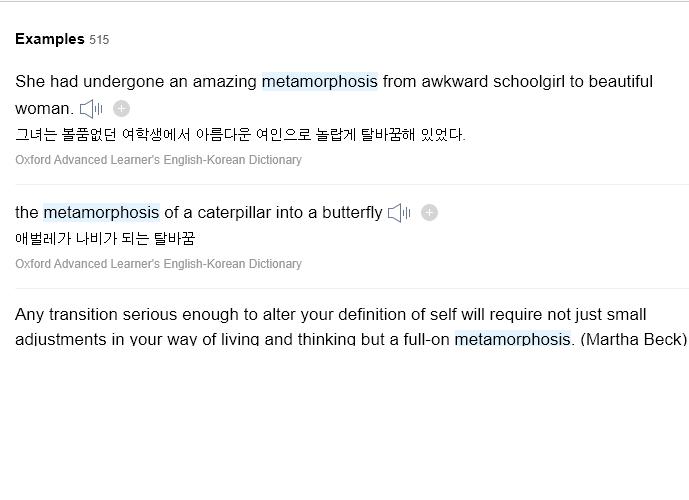 Examples 515
She had undergone an amazing metamorphosis from awkward schoolgirl to beautiful
woman.
그녀는 볼품없던 여학생에서 아름다운 여인으로 놀랍게 탈바꿈해 있었다.
Oxford Advanced Learner's English-Korean Dictionary
the metamorphosis of a caterpillar into a butterfly
애벌레가 나비가 되는 탈바꿈
Oxford Advanced Learner's English-Korean Dictionary
Any transition serious enough to alter your definition of self will require not just small
adjustments in your way of living and thinking but a full-on metamorphosis. (Martha Beck)